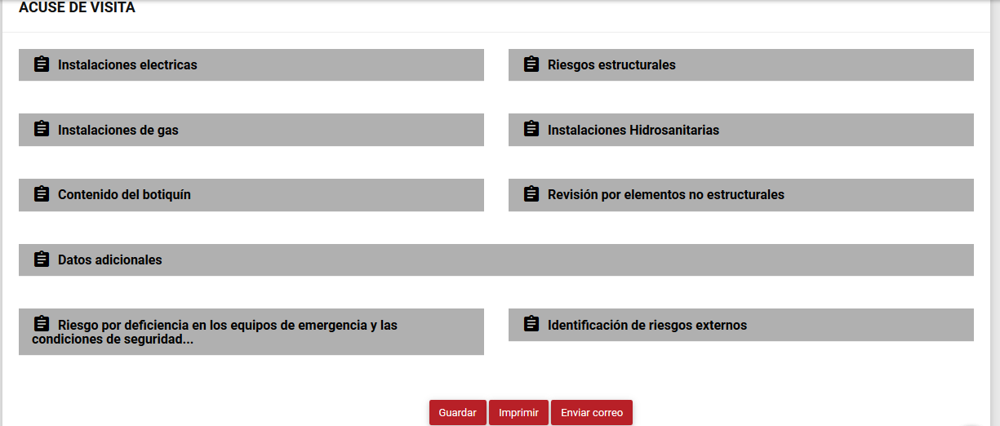 ACUSE DE VISITA
Instalaciones electricas
Riesgos estructurales
Instalaciones de gas
Instalaciones Hidrosanitarias
Contenido del botiquín
Revisión por elementos no estructurales
Datos adicionales
Riesgo por deficiencia en los equipos de emergencia y las
condiciones de seguridad...
Identificación de riesgos externos
Guardar
Imprimir
Enviar correo